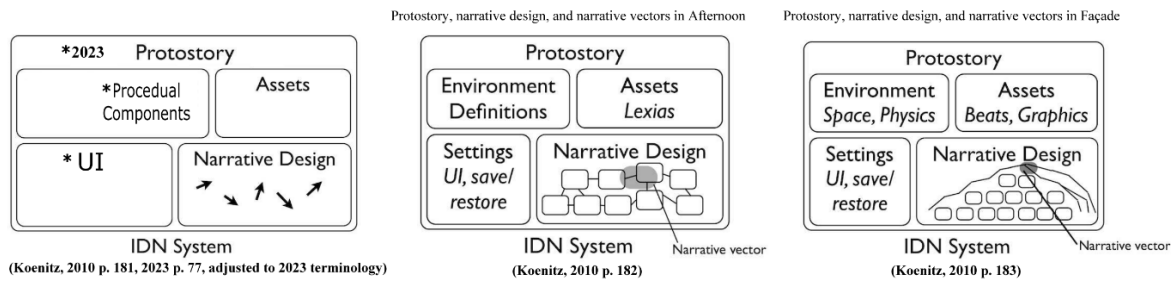 *2023 Protostory
*Procedual
Components
Assets
*UI
Narrative Design
IDN System
(Koenitz, 2010 p. 181, 2023 p. 77, adjusted to 2023 terminology)
Protostory, narrative design, and narrative vectors in Afternoon
Protostory
Environment
Definitions
Assets
Lexias
Settings
UI, save/
restore
Narrative Design
IDN System
Narrative vector
(Koenitz, 2010 p. 182)
Protostory, narrative design, and narrative vectors in Façade
Protostory
Environment
Space, Physics
Assets
Beats, Graphics
Settings
UI, save/
restore
Narrative Design
IDN System
Narrative vector
(Koenitz, 2010 p. 183)